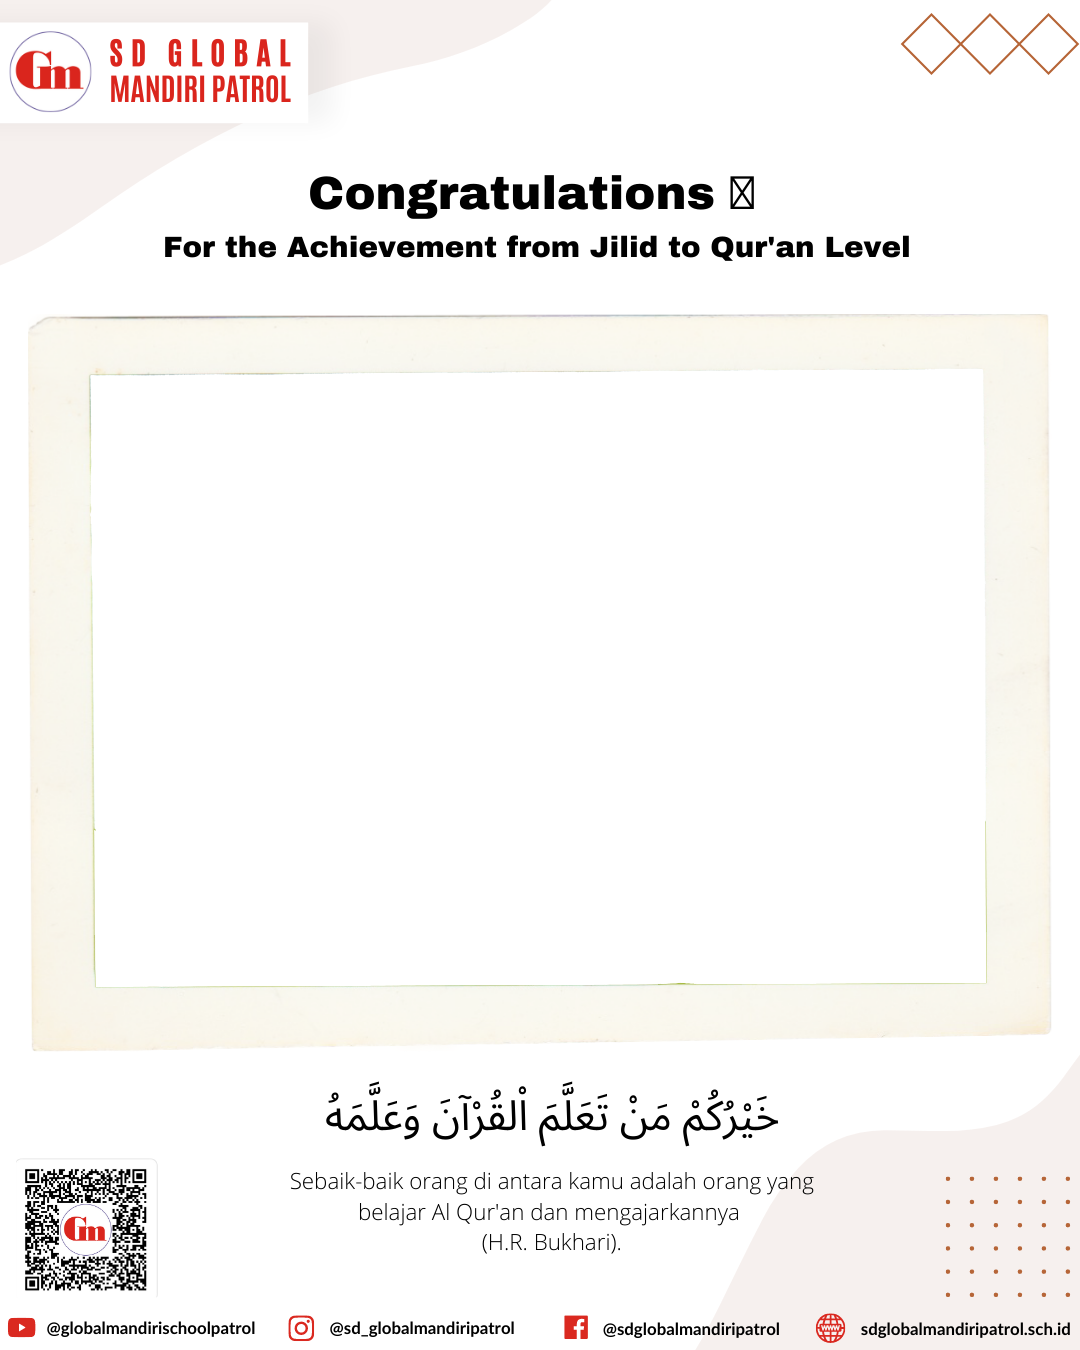 Gm
SD GLOBAL
MANDIRI PATROL
Congratulations
For the Achievement from Jilid to Qur'an Level
خَيْرُكُمْ مَنْ تَعَلَّمَ اْلقُرْآنَ وَعَلَّمَهُ
Sebaik-baik orang di antara kamu adalah orang yang
belajar Al Qur'an dan mengajarkannya
(H.R. Bukhari).
Gm
@globalmandirischoolpatrol
@sd_globalmandiripatrol
@sdglobalmandiripatrol
www
sdglobalmandiripatrol.sch.id